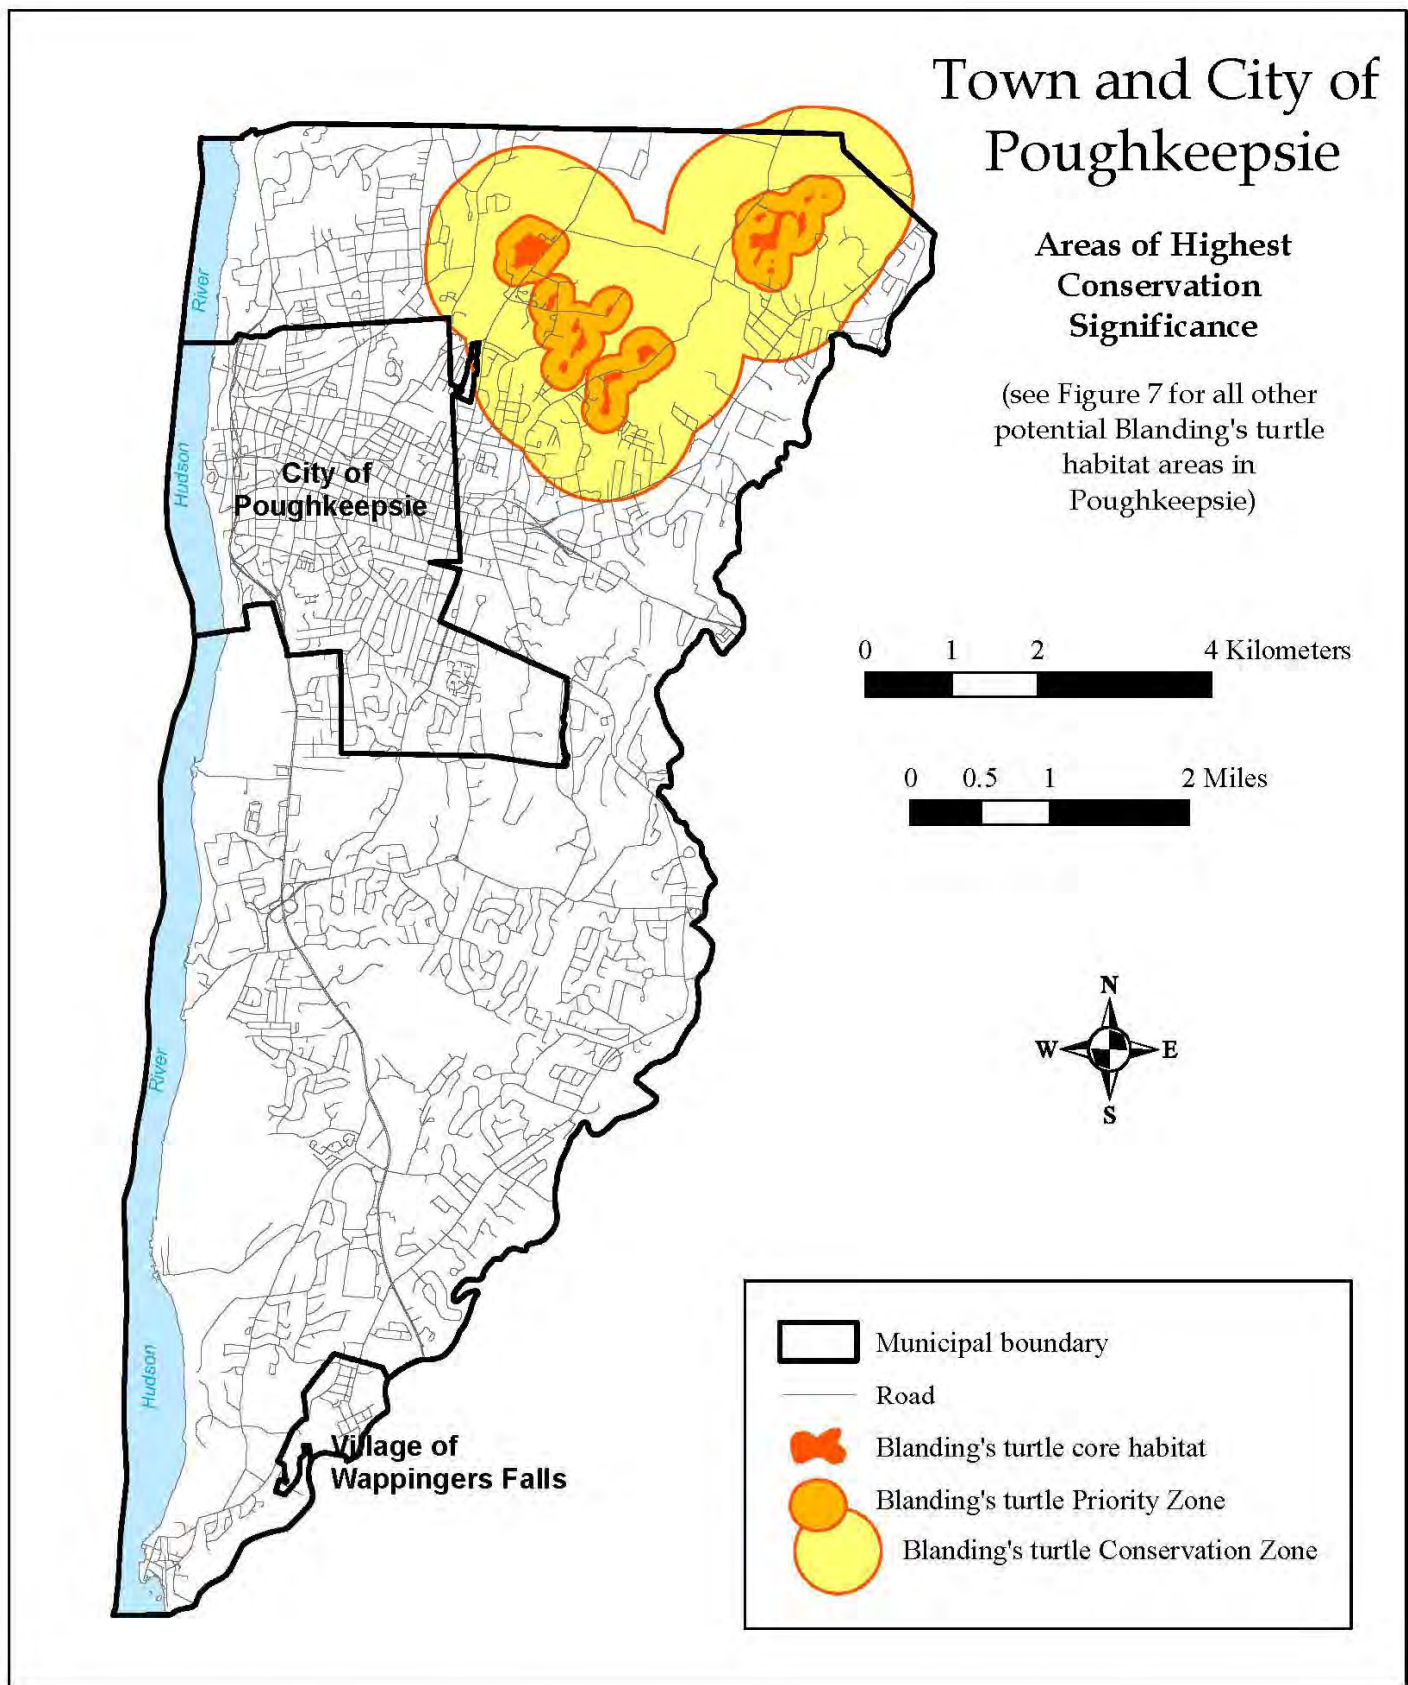 Town and City of
Poughkeepsie
Areas of Highest
Conservation
Significance
(see Figure 7 for all other
potential Blanding's turtle
habitat areas in
Poughkeepsie)
River
Hudson
City of
Poughkeepsie
0 1 2 4 Kilometers
0 0.5 1 2 Miles
N
W E
S
River
Hudson
Village of
Wappingers Falls
Municipal boundary
Road
Blanding's turtle core habitat
Blanding's turtle Priority Zone
Blanding's turtle Conservation Zone